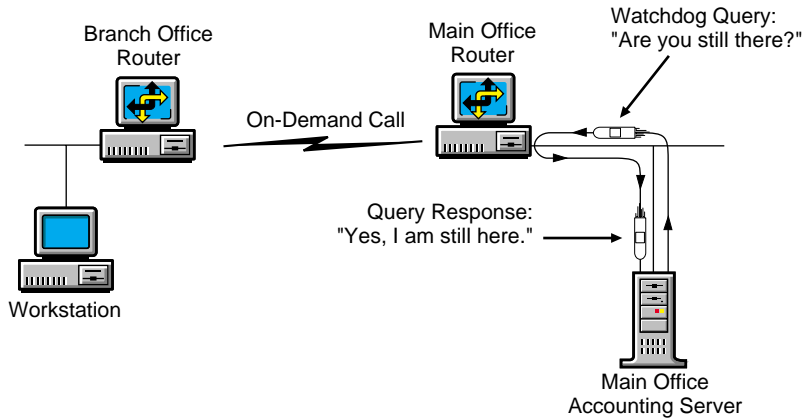 Watchdog Query:
"Are you still there?"
Branch Office
Router
Main Office
Router
On-Demand Call
Query Response:
"Yes, I am still here."
Workstation
Main Office
Accounting Server